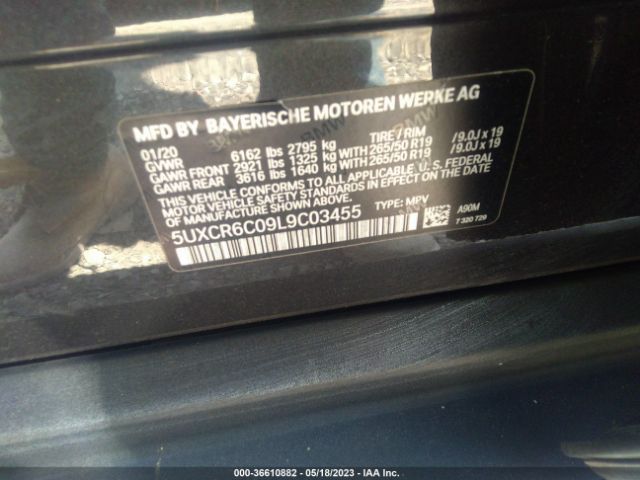 MFD BY BAYERISCHE MOTOREN WERKE AG
01/20 TIRE / RIM
GVWR 6162 lbs 2795 kg
GAWR FRONT 2921 lbs 1325 kg WITH 265/50 R19 /9.0J x 19
GAWR REAR 3616 lbs 1640 kg WITH 265/50 R19 /9.0J x 19
THIS VEHICLE CONFORMS TO ALL APPLICABLE U.S. FEDERAL
MOTOR VEHICLE SAFETY STANDARDS IN EFFECT ON THE DATE
OF MANUFACTURE SHOWN ABOVE.
5UXCR6C09L9C03455 TYPE: MPV A90M
7 320 729
000-36610882 / 05/18/2023 / IAA Inc.